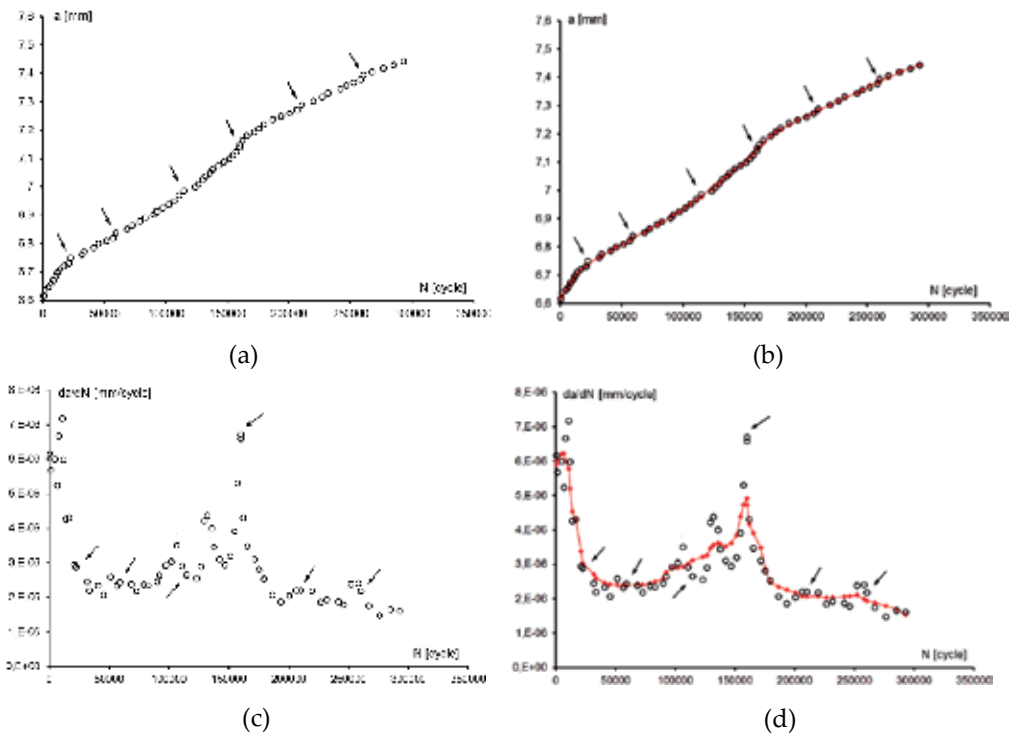 a [mm]
7,6
7,5
7,4
7,3
7,2
7,1
7
6,9
6,8
6,7
6,6
N [cycle]
0 50000 100000 150000 200000 250000 300000 350000
(a)
a [mm]
7,6
7,5
7,4
7,3
7,2
7,1
7
6,9
6,8
6,7
6,6
N [cycle]
0 50000 100000 150000 200000 250000 300000 350000
(b)
da/dN [mm/cycle]
8,E-06
7,E-06
6,E-06
5,E-06
4,E-06
3,E-06
2,E-06
1,E-06
0,E+00
N [cycle]
0 50000 100000 150000 200000 250000 300000 350000
(c)
da/dN [mm/cycle]
8,E-06
7,E-06
6,E-06
5,E-06
4,E-06
3,E-06
2,E-06
1,E-06
0,E+00
N [cycle]
0 50000 100000 150000 200000 250000 300000 350000
(d)